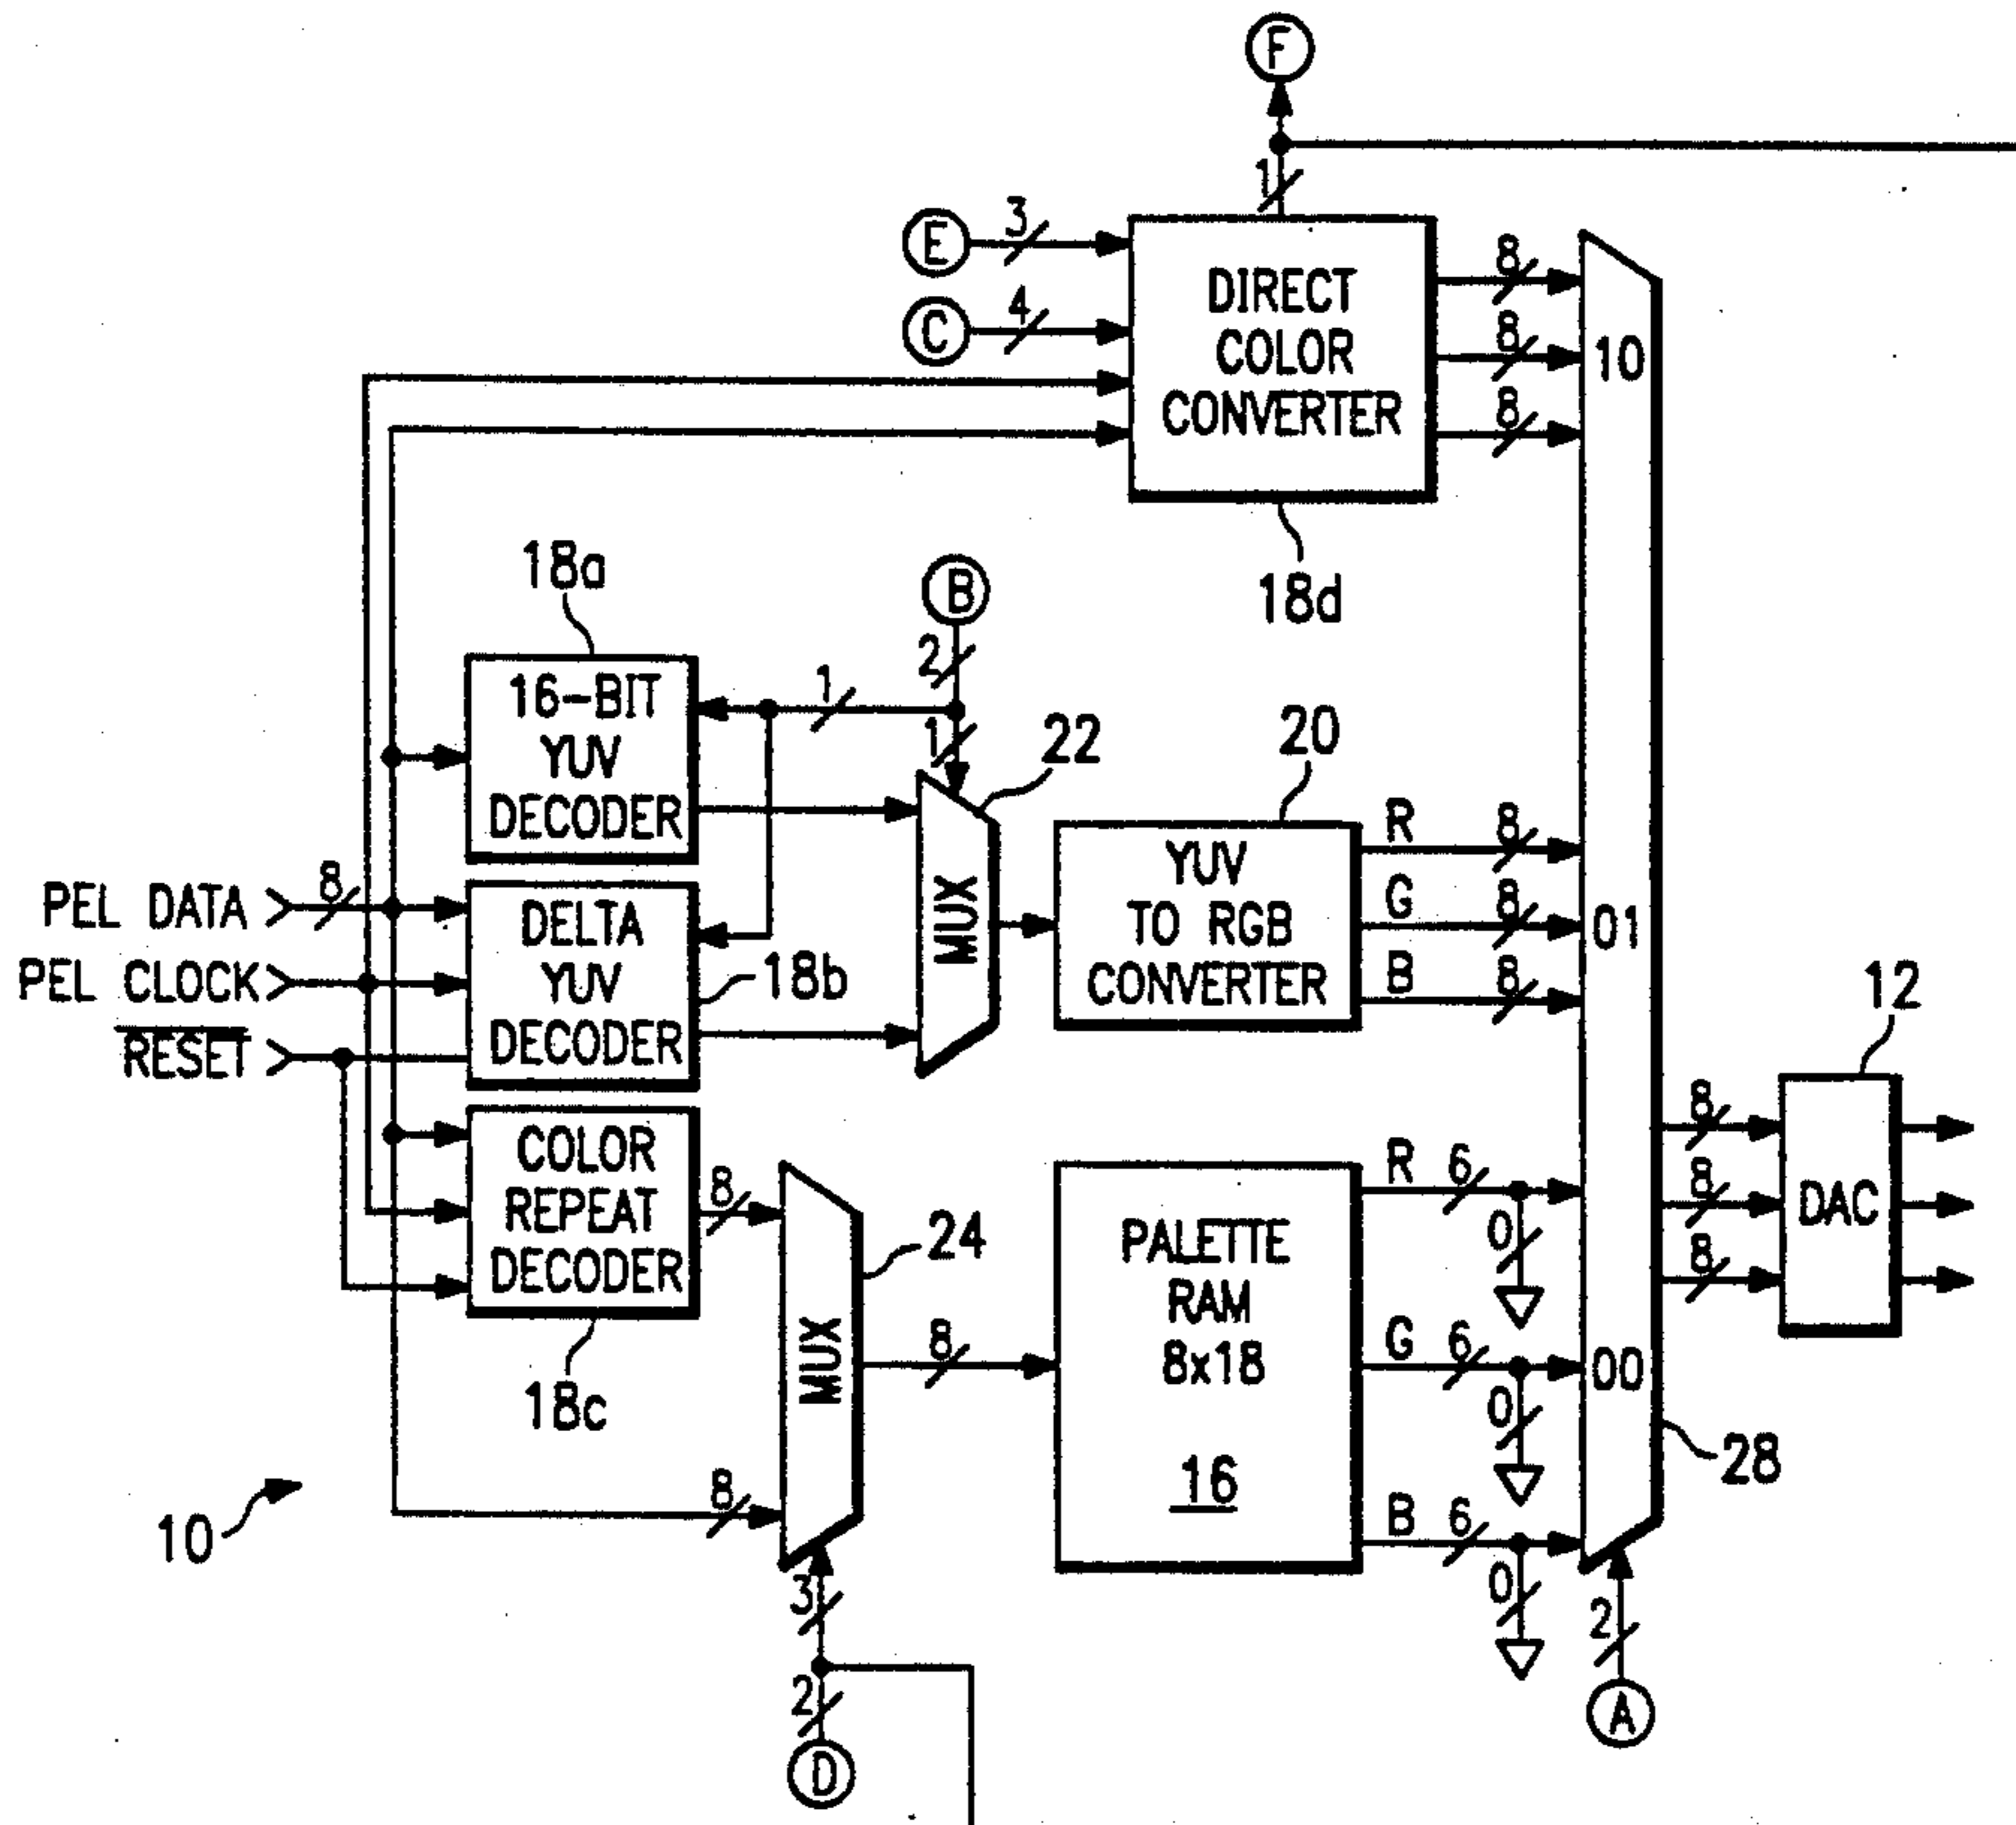 F
1
E
3
C
4
DIRECT
COLOR
CONVERTER
8
8
8
10
18d
18a
B
2
16-BIT
YUV
DECODER
1
1
22
MUX
20
YUV
TO RGB
CONVERTER
R
8
G
8
B
8
01
PEL DATA
8
PEL CLOCK
RESET
DELTA
YUV
DECODER
18b
12
8
8
8
DAC
COLOR
REPEAT
DECODER
8
18c
24
MUX
8
8
PALETTE
RAM
8x18
16
R
6
0
G
6
0
B
6
0
00
28
10
3
2
D
2
A